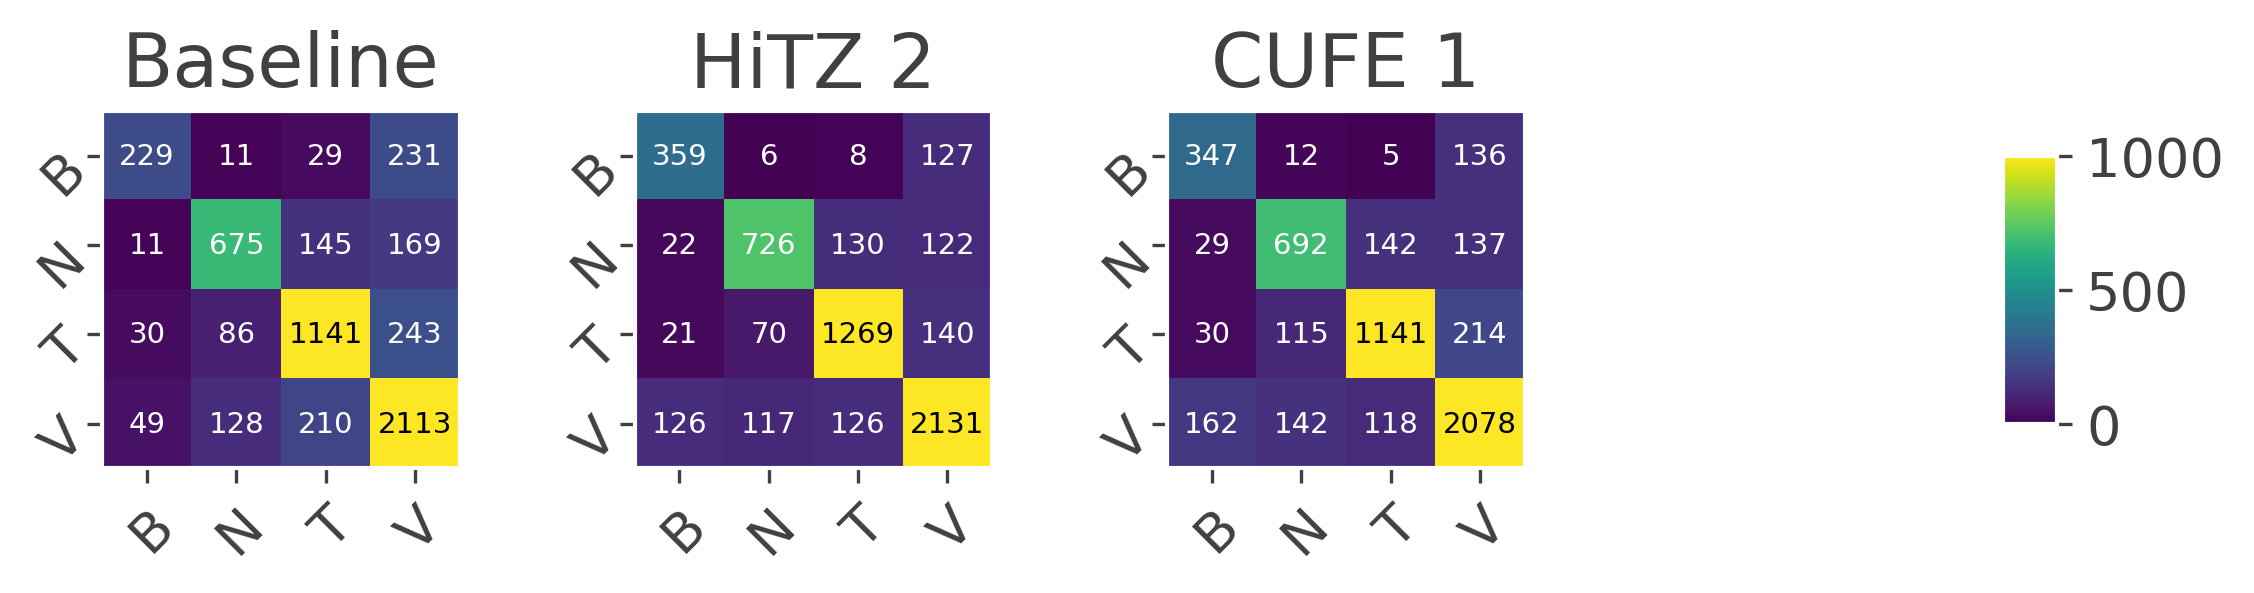 Baseline HiTZ 2 CUFE 1
B 229 11 29 231 B 359 6 8 127 B 347 12 5 136 1000
N 11 675 145 169 N 22 726 130 122 N 29 692 142 137 500
T 30 86 1141 243 T 21 70 1269 140 T 30 115 1141 214
V 49 128 210 2113 V 126 117 126 2131 V 162 142 118 2078 0
B N T V B N T V B N T V